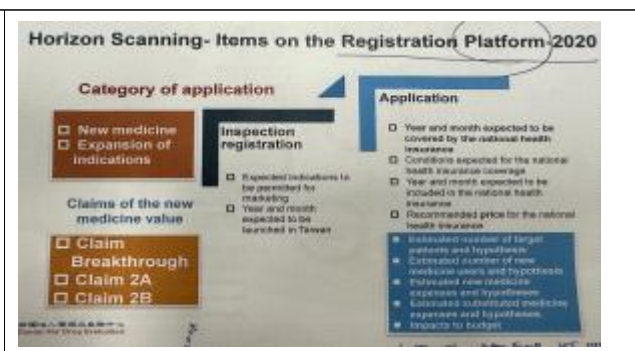 Horizon Scanning- Items on the Registration Platform-2020
Category of application
☐ New medicine
☐ Expansion of
indications
Claims of the new
medicine value
☐ Claim
Breakthrough
☐ Claim 2A
☐ Claim 2B
Inspection
registration
☐ Expected indications to
be permitted for
marketing
☐ Year and month
expected to be
launched in Taiwan
Application
☐ Year and month expected to be
covered by the national health
insurance
☐ Conditions expected for the national
health insurance coverage
☐ Year and month expected to be
included in the national health
insurance
☐ Recommended price for the national
health insurance
Estimated number of target
patients and hypothesis
Estimated number of new
medicine users and hypothesis
Estimated new medicine
expenses and hypotheses
Estimated substituted medicine
expenses and hypotheses
Impacts to budget
Center for Drug Evaluation